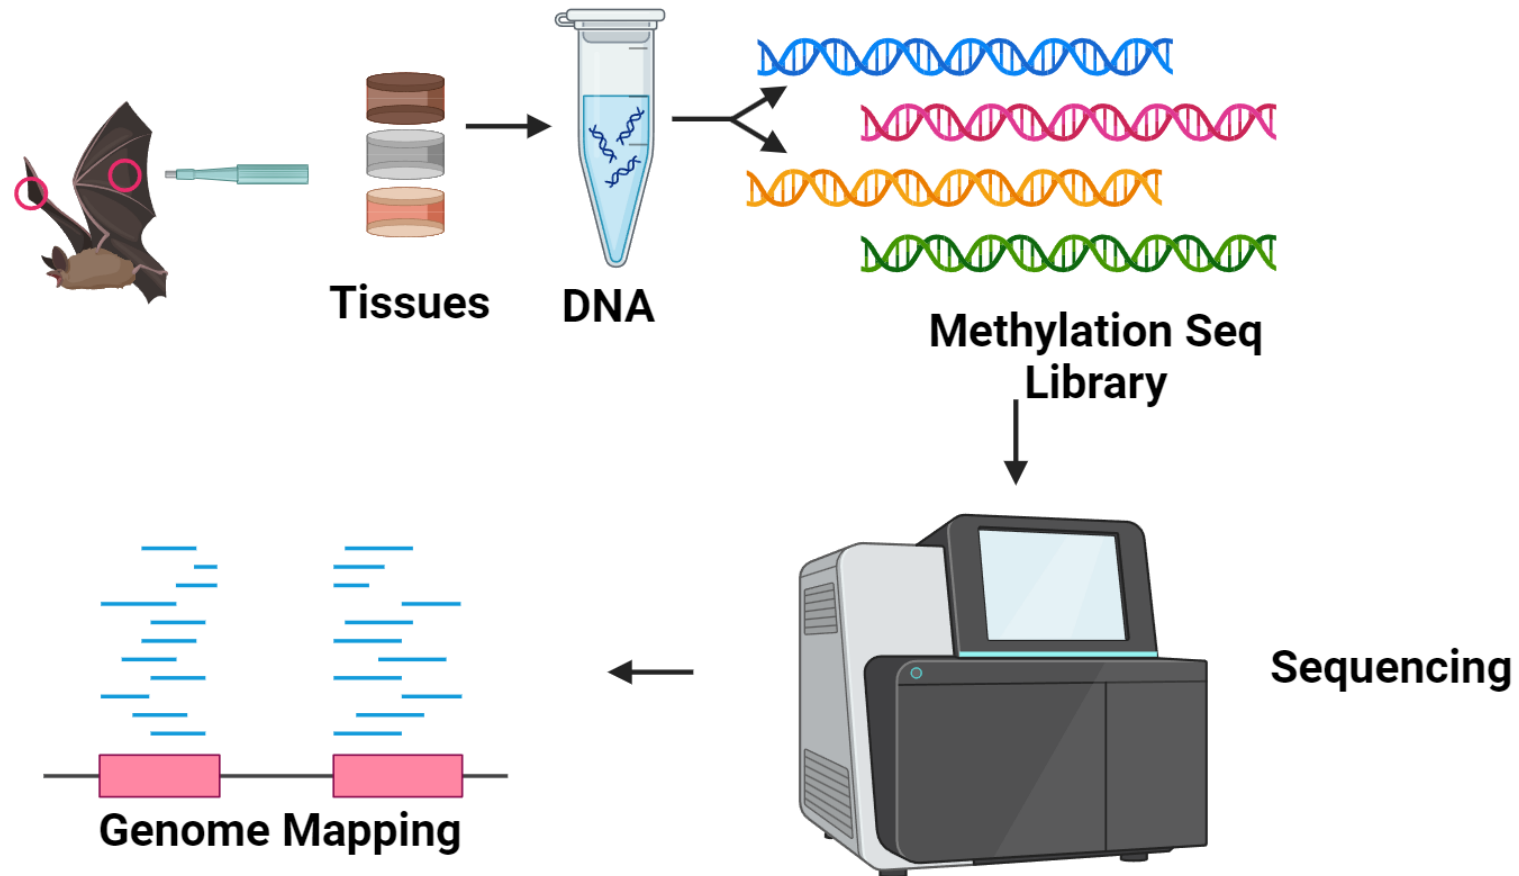 Tissues
DNA
Methylation Seq
Library
Sequencing
Genome Mapping